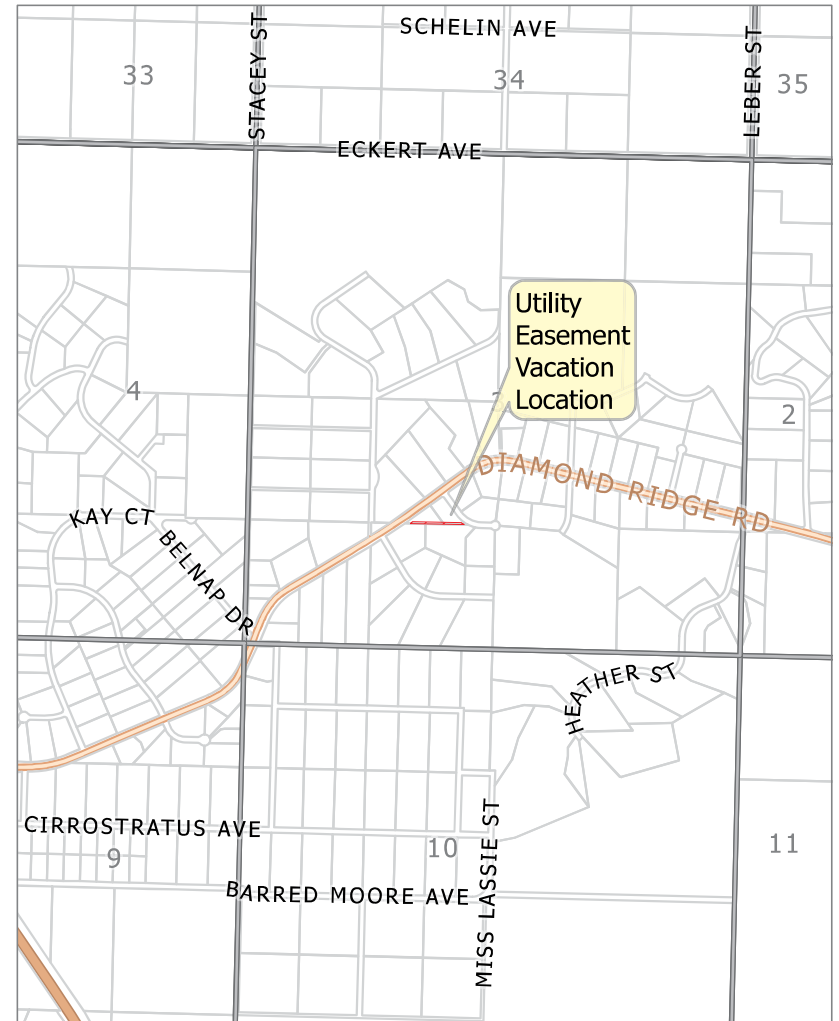 SCHELIN AVE
33
34
35
STACEY ST
LEBER ST
ECKERT AVE
Utility
Easement
Vacation
Location
4
2
DIAMOND RIDGE RD
KAY CT
BELNAP DR
HEATHER ST
CIRROSTRATUS AVE
9
10
11
MISS LASSIE ST
BARRED MOORE AVE